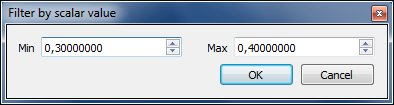 Filter by scalar value
Min 0,30000000 Max 0,40000000
OK Cancel